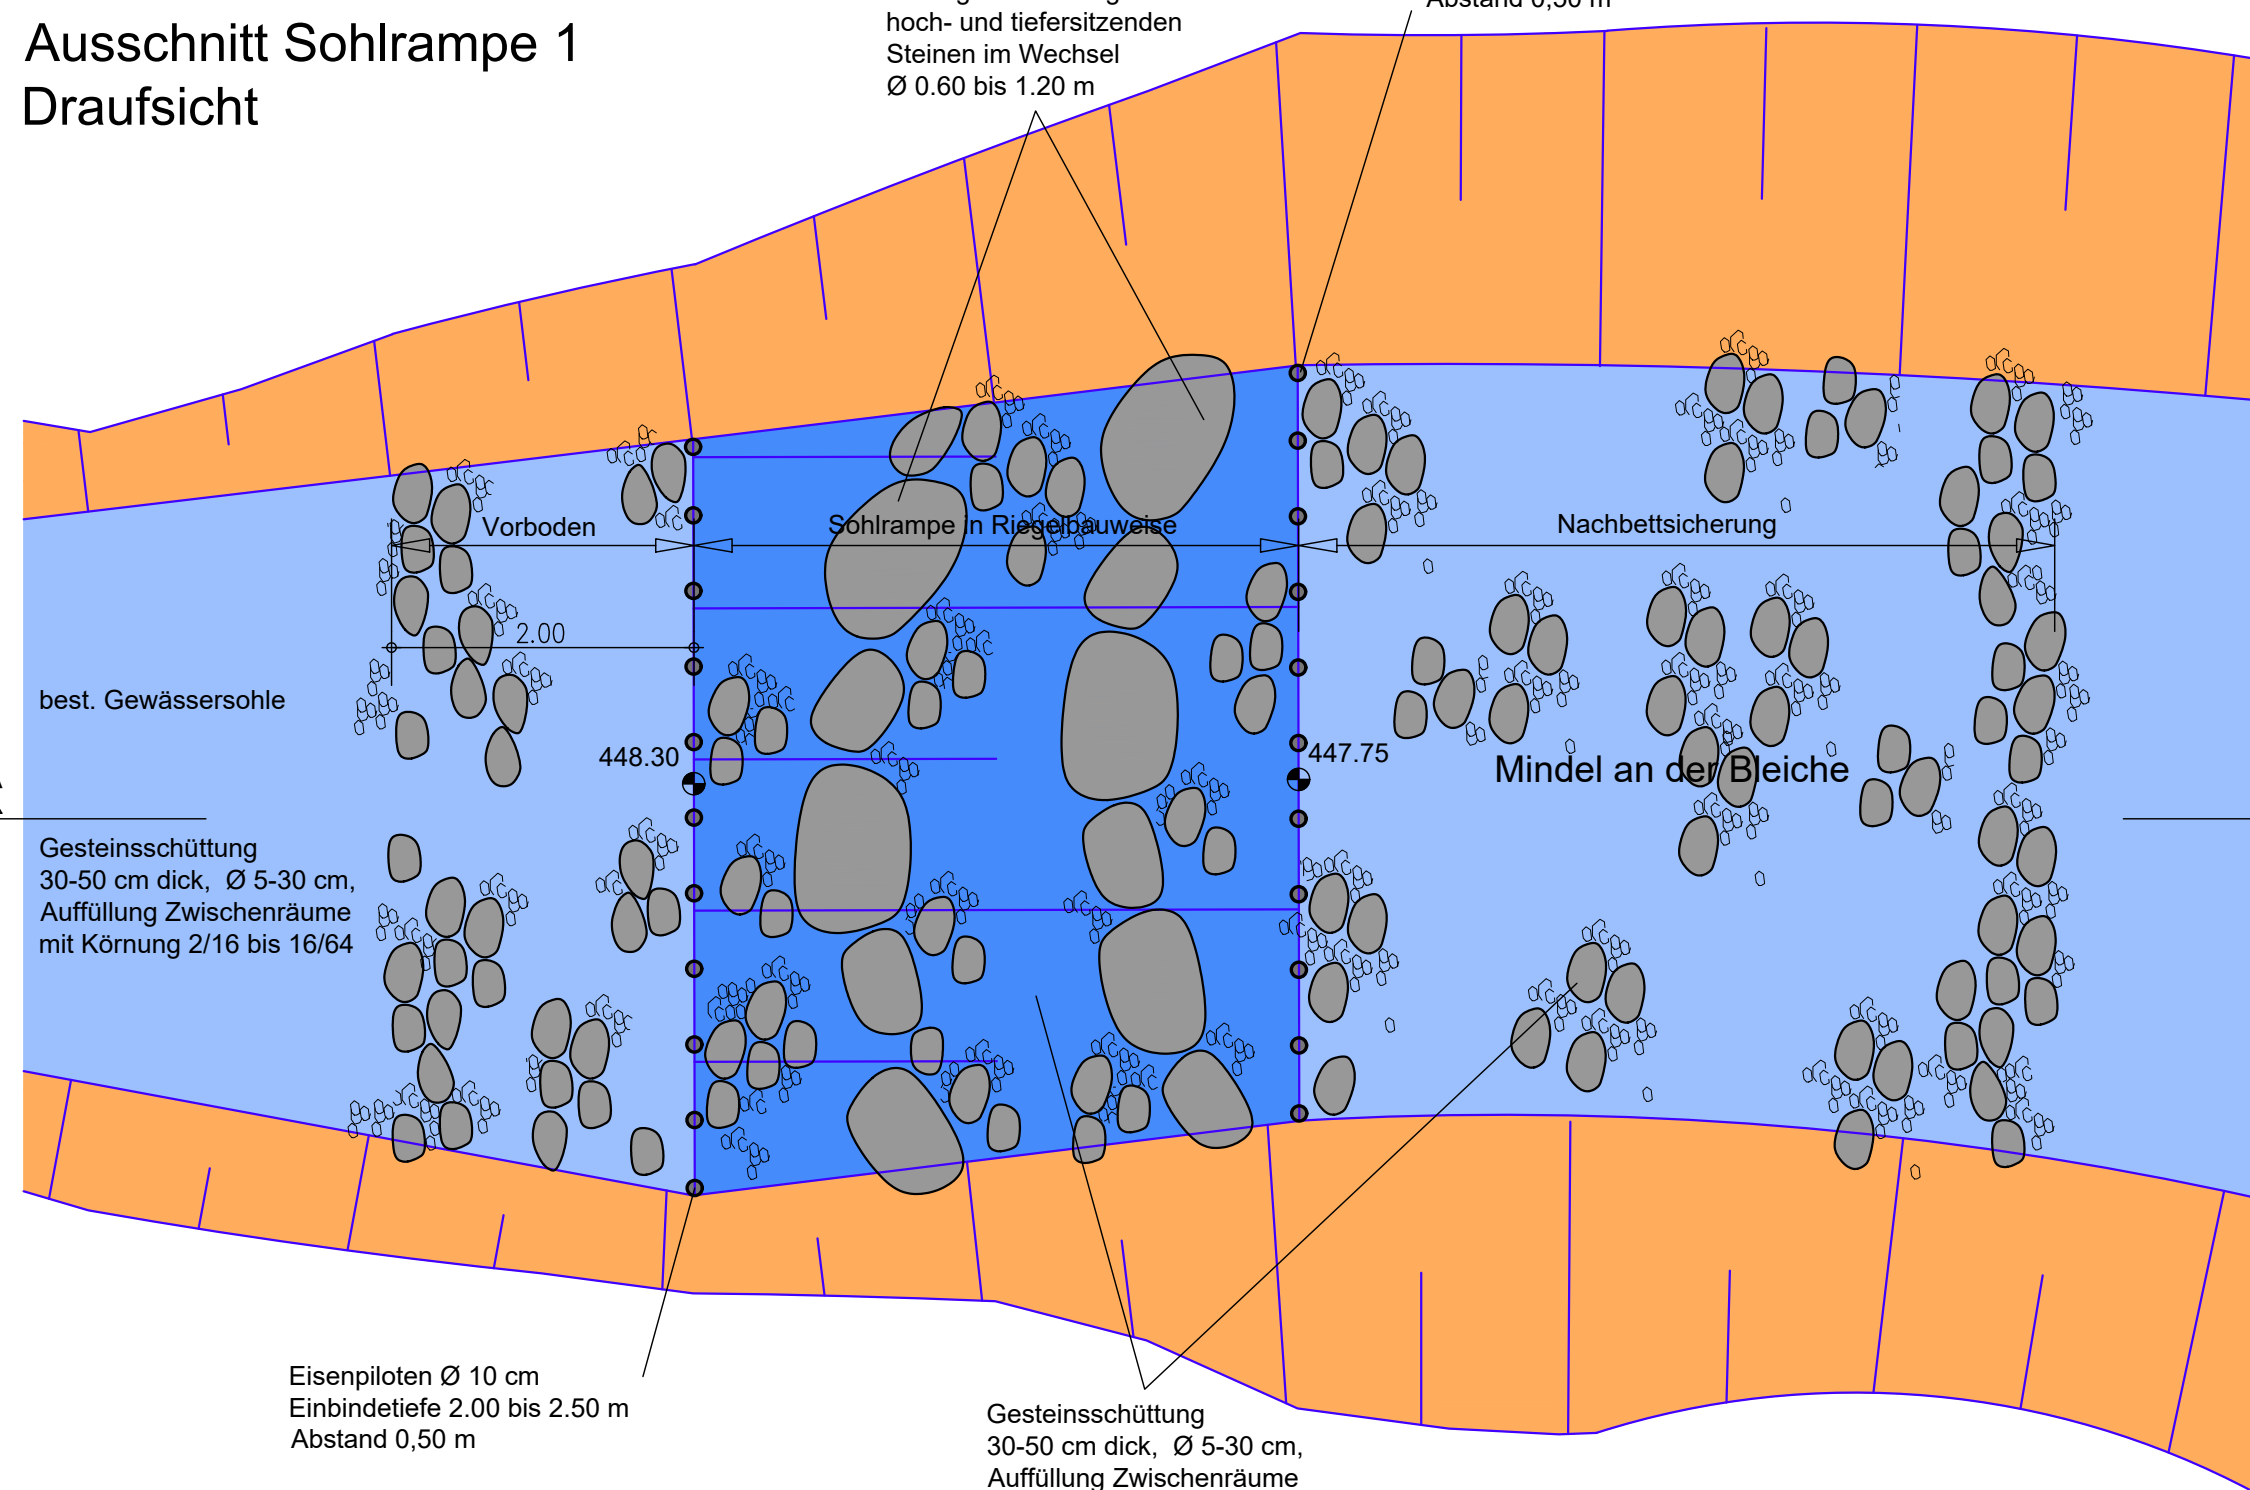 Ausschnitt Sohlrampe 1
Draufsicht
hoch- und tiefersitzenden
Steinen im Wechsel
Ø 0.60 bis 1.20 m
Abstand 0,50 m
Vorboden
Sohlrampe in Riegelbauweise
Nachbettsicherung
2.00
best. Gewässersohle
448.30
447.75
Mindel an der Bleiche
Gesteinsschüttung
30-50 cm dick, Ø 5-30 cm,
Auffüllung Zwischenräume
mit Körnung 2/16 bis 16/64
Eisenpiloten Ø 10 cm
Einbindetiefe 2.00 bis 2.50 m
Abstand 0,50 m
Gesteinsschüttung
30-50 cm dick, Ø 5-30 cm,
Auffüllung Zwischenräume